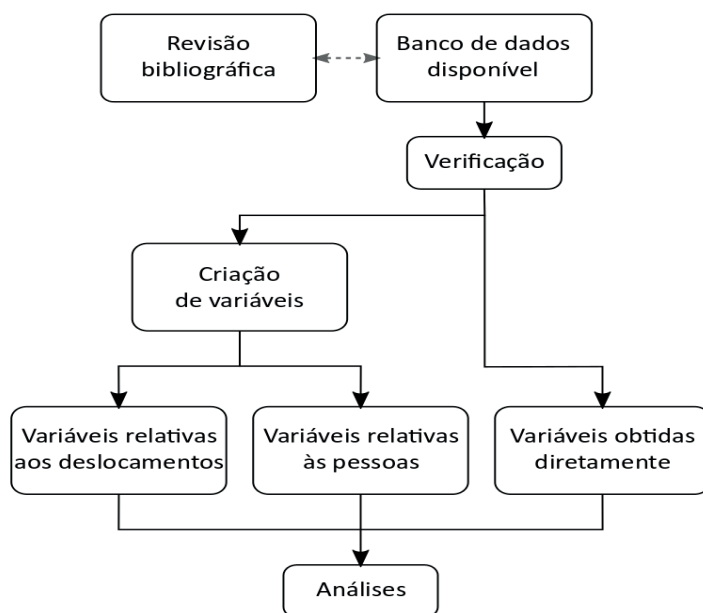 Revisão
bibliográfica
Banco de dados
disponível
Verificação
Criação
de variáveis
Variáveis relativas
aos deslocamentos
Variáveis relativas
às pessoas
Variáveis obtidas
diretamente
Análises